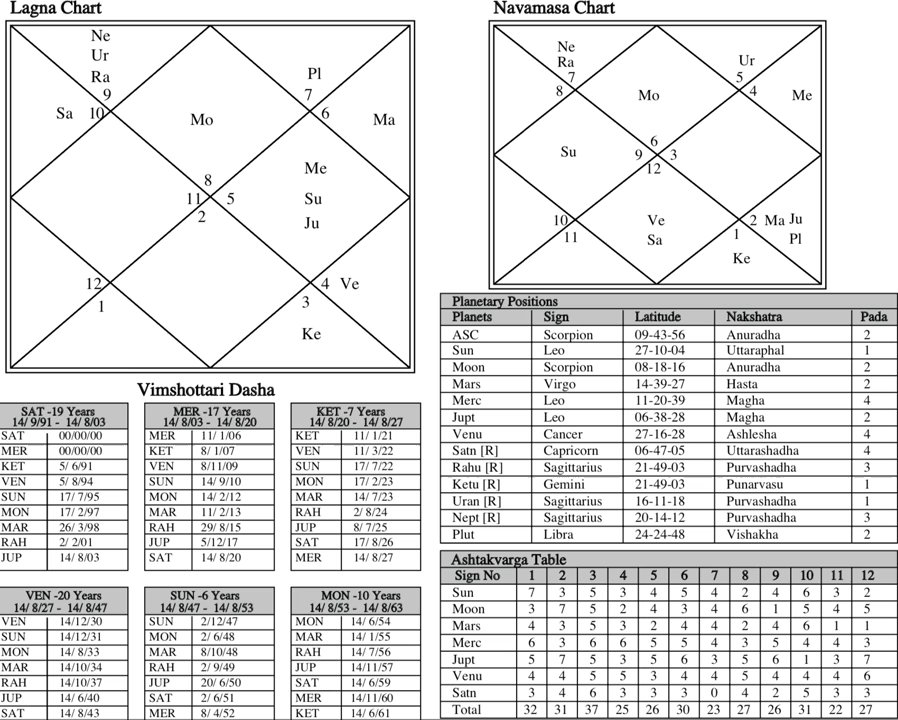 Lagna Chart
Ne
Ur
Ra
9
Sa 10
Mo
Pl
7
6
Ma
8
11 5
2
Me
Su
Ju
12
1
4 Ve
3
Ke
Navamasa Chart
Ne
Ra
7
8
Mo
Ur
5
4
Me
Su
6
9 3
12
10
11
Ve
Sa
2 Ma Ju
1 Pl
Ke
Planetary Positions
Planets Sign Latitude Nakshatra Pada
ASC Scorpion 09-43-56 Anuradha 2
Sun Leo 27-10-04 Uttaraphal 1
Moon Scorpion 08-18-16 Anuradha 2
Mars Virgo 14-39-27 Hasta 2
Merc Leo 11-20-39 Magha 4
Jupt Leo 06-38-28 Magha 2
Venu Cancer 27-16-28 Ashlesha 4
Satn [R] Capricorn 06-47-05 Uttarashadha 4
Rahu [R] Sagittarius 21-49-03 Purvashadha 3
Ketu [R] Gemini 21-49-03 Punarvasu 1
Uran [R] Sagittarius 16-11-18 Purvashadha 1
Nept [R] Sagittarius 20-14-12 Purvashadha 3
Plut Libra 24-24-48 Vishakha 2
Vimshottari Dasha
SAT -19 Years
14/ 9/91 - 14/ 8/03
SAT 00/00/00
MER 00/00/00
KET 5/ 6/91
VEN 5/ 8/94
SUN 17/ 7/95
MON 17/ 2/97
MAR 26/ 3/98
RAH 2/ 2/01
JUP 14/ 8/03
MER -17 Years
14/ 8/03 - 14/ 8/20
MER 11/ 1/06
KET 8/ 1/07
VEN 8/11/09
SUN 14/ 9/10
MON 14/ 2/12
MAR 11/ 2/13
RAH 29/ 8/15
JUP 5/12/17
SAT 14/ 8/20
KET -7 Years
14/ 8/20 - 14/ 8/27
KET 11/ 1/21
VEN 11/ 3/22
SUN 17/ 7/22
MON 17/ 2/23
MAR 14/ 7/23
RAH 2/ 8/24
JUP 8/ 7/25
SAT 17/ 8/26
MER 14/ 8/27
VEN -20 Years
14/ 8/27 - 14/ 8/47
VEN 14/12/30
SUN 14/12/31
MON 14/ 8/33
MAR 14/10/34
RAH 14/10/37
JUP 14/ 6/40
SAT 14/ 8/43
SUN -6 Years
14/ 8/47 - 14/ 8/53
SUN 2/12/47
MON 2/ 6/48
MAR 8/10/48
RAH 2/ 9/49
JUP 20/ 6/50
SAT 2/ 6/51
MER 8/ 4/52
MON -10 Years
14/ 8/53 - 14/ 8/63
MON 14/ 6/54
MAR 14/ 1/55
RAH 14/ 7/56
JUP 14/11/57
SAT 14/ 6/59
MER 14/11/60
KET 14/ 6/61
Ashtakvarga Table
Sign No 1 2 3 4 5 6 7 8 9 10 11 12
Sun 7 3 5 3 4 5 4 2 4 6 3 2
Moon 3 7 5 2 4 3 4 6 1 5 4 5
Mars 4 3 5 3 2 4 4 2 4 6 1 1
Merc 6 3 6 6 5 5 4 3 5 4 4 3
Jupt 5 7 5 3 5 6 3 5 6 1 3 7
Venu 4 4 5 5 3 4 4 5 4 4 4 6
Satn 3 4 6 3 3 3 0 4 2 5 3 3
Total 32 31 37 25 26 30 23 27 26 31 22 27